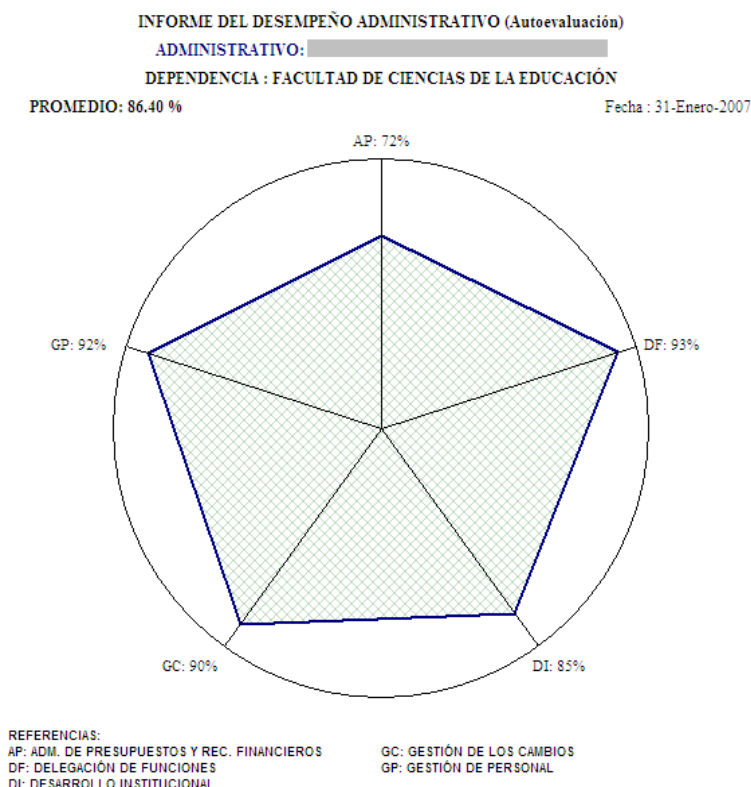 INFORME DEL DESEMPEÑO ADMINISTRATIVO (Autoevaluación)
ADMINISTRATIVO:
DEPENDENCIA : FACULTAD DE CIENCIAS DE LA EDUCACIÓN
PROMEDIO: 86.40 % Fecha : 31-Enero-2007
AP: 72%
GP: 92% DF: 93%
GC: 90% DI: 85%
REFERENCIAS:
AP: ADM. DE PRESUPUESTOS Y REC. FINANCIEROS GC: GESTIÓN DE LOS CAMBIOS
DF: DELEGACIÓN DE FUNCIONES GP: GESTIÓN DE PERSONAL
DI: DESARROLLO INSTITUCIONAL